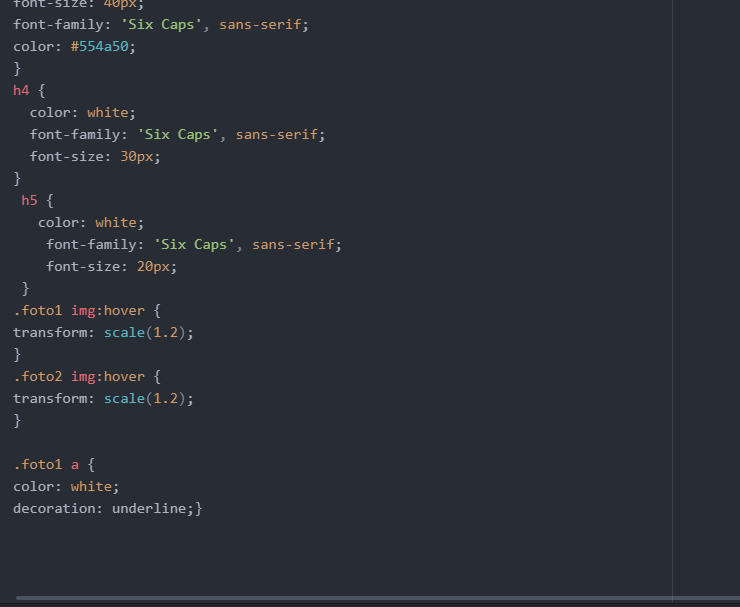 font-size: 40px;
font-family: 'Six Caps', sans-serif;
color: #554a50;
}
h4 {
  color: white;
  font-family: 'Six Caps', sans-serif;
  font-size: 30px;
}
 h5 {
   color: white;
    font-family: 'Six Caps', sans-serif;
    font-size: 20px;
 }
.foto1 img:hover {
transform: scale(1.2);
}
.foto2 img:hover {
transform: scale(1.2);
}

.foto1 a {
color: white;
decoration: underline;}